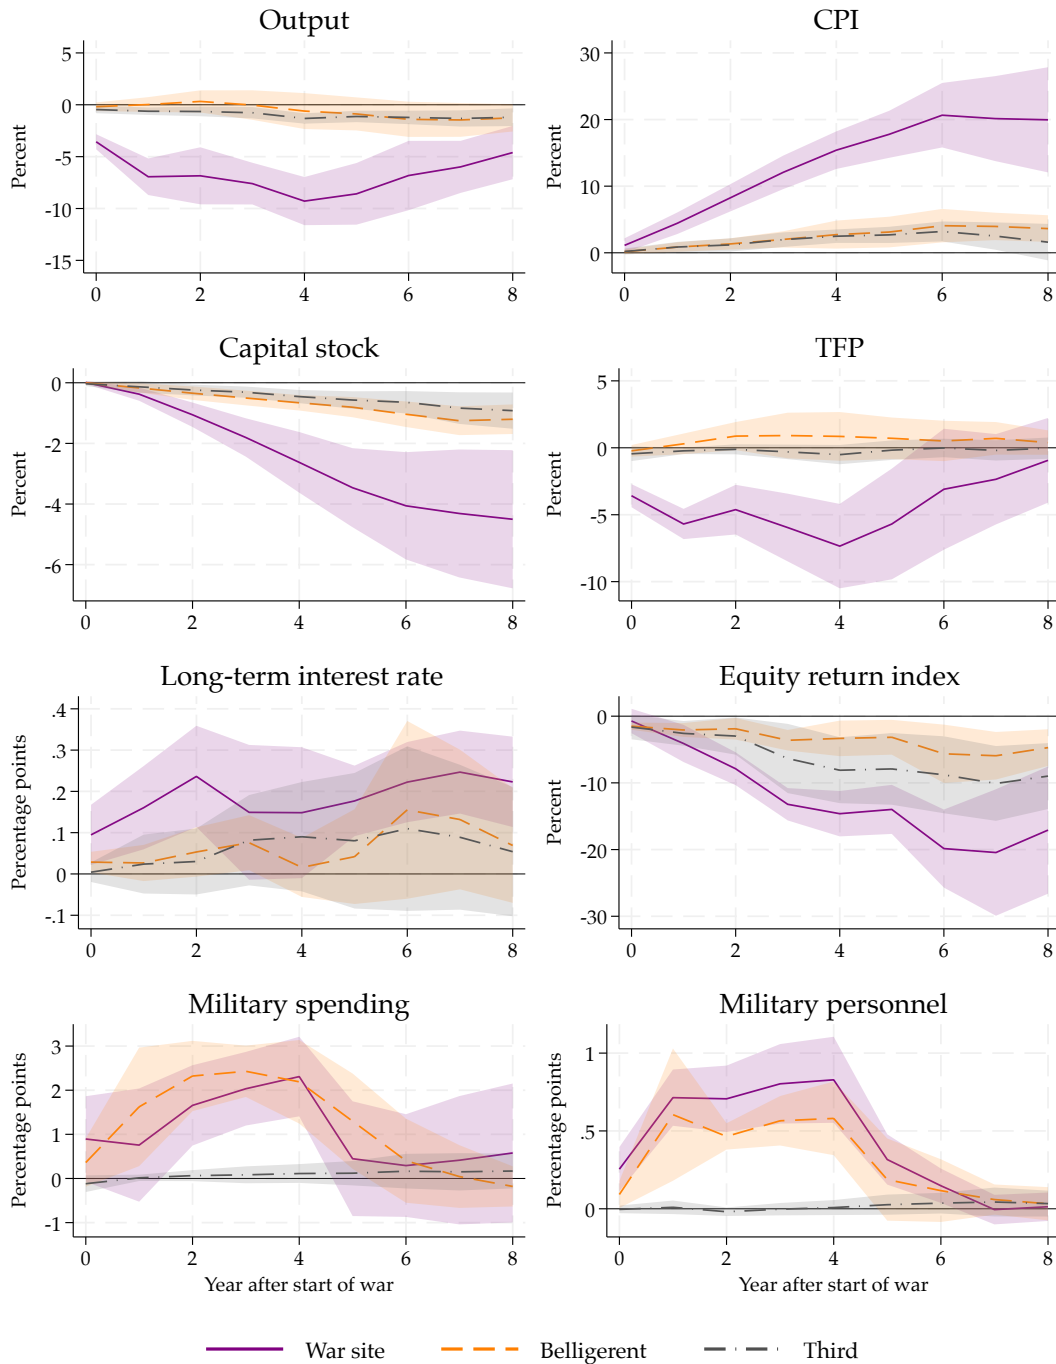 Output
Percent
5
0
-5
-10
-15
0 2 4 6 8
CPI
Percent
30
20
10
0
0 2 4 6 8
Capital stock
Percent
0
-2
-4
-6
0 2 4 6 8
TFP
Percent
5
0
-5
-10
0 2 4 6 8
Long-term interest rate
Percentage points
.4
.3
.2
.1
0
-.1
0 2 4 6 8
Equity return index
Percent
0
-10
-20
-30
0 2 4 6 8
Military spending
Percentage points
3
2
1
0
-1
0 2 4 6 8
Year after start of war
Military personnel
Percentage points
1
.5
0
0 2 4 6 8
Year after start of war
War site Belligerent Third